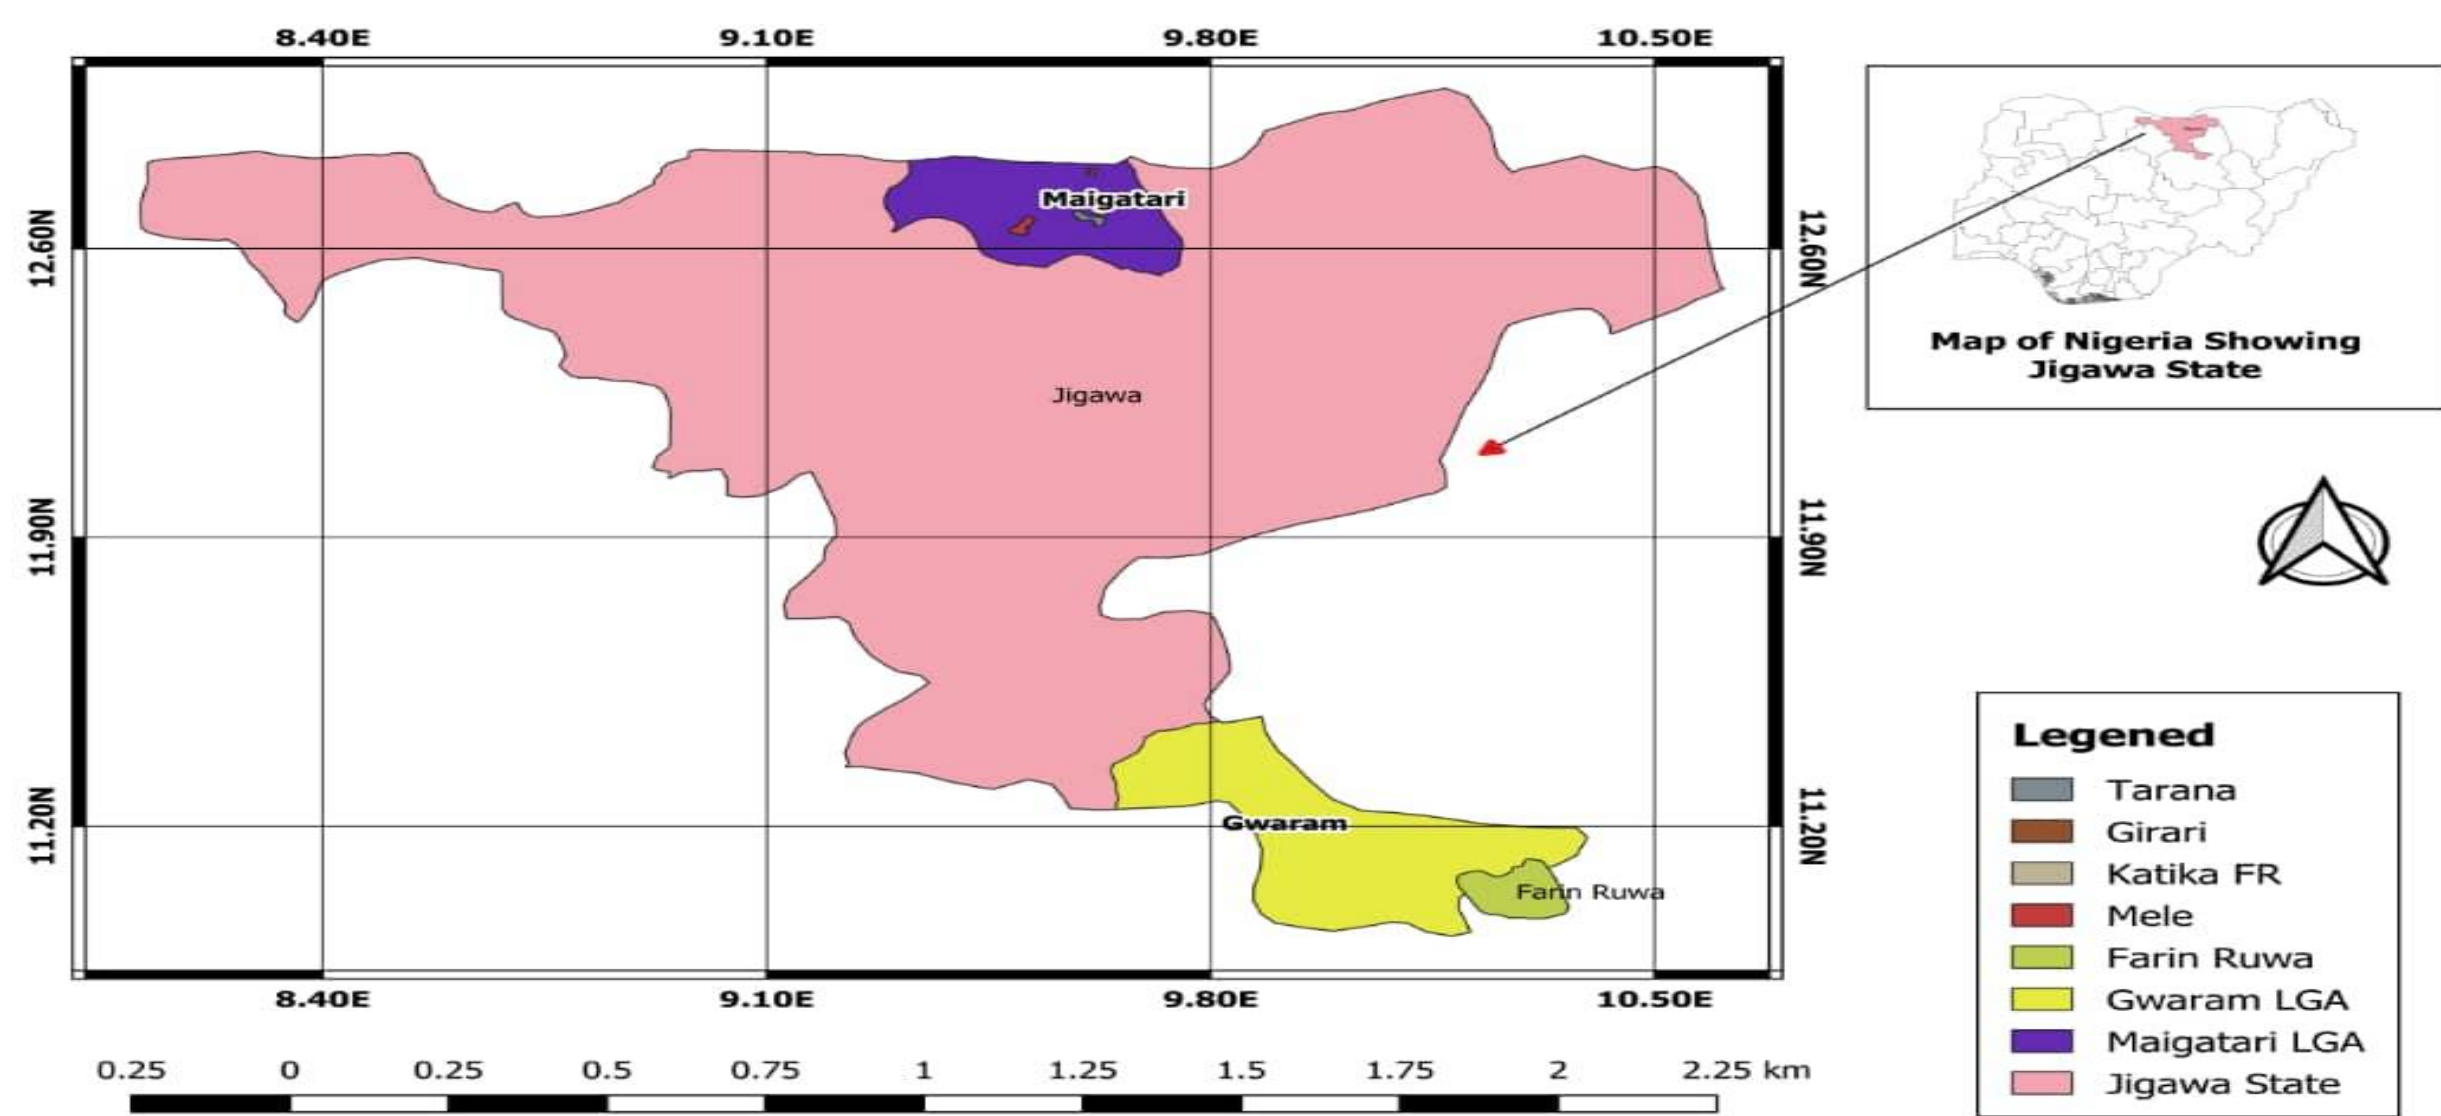 8.40E 9.10E 9.80E 10.50E
Maigatari
12.60N 12.60N
Map of Nigeria Showing
Jigawa State
Jigawa
11.90N 11.90N
11.20N 11.20N
Gwaram
Farin Ruwa
8.40E 9.10E 9.80E 10.50E
0.25 0 0.25 0.5 0.75 1 1.25 1.5 1.75 2 2.25 km
Legened
Tarana
Girari
Katika FR
Mele
Farin Ruwa
Gwaram LGA
Maigatari LGA
Jigawa State